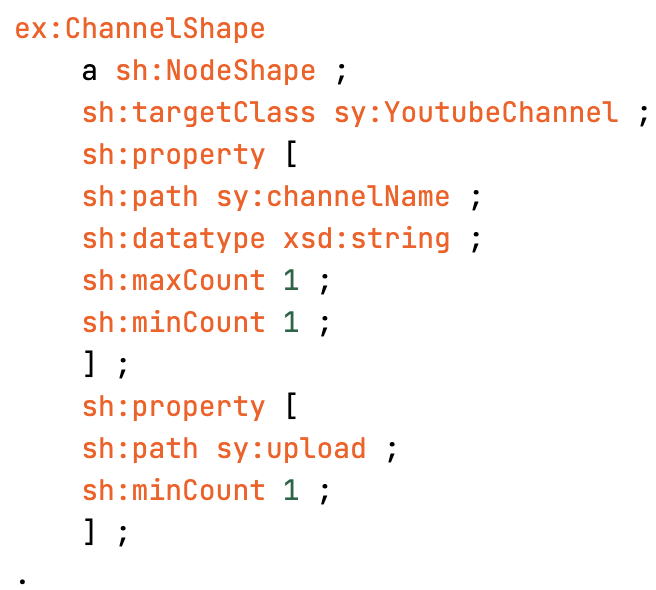 ex:ChannelShape
    a sh:NodeShape ;
    sh:targetClass sy:YoutubeChannel ;
    sh:property [
    sh:path sy:channelName ;
    sh:datatype xsd:string ;
    sh:maxCount 1 ;
    sh:minCount 1 ;
    ] ;
    sh:property [
    sh:path sy:upload ;
    sh:minCount 1 ;
    ] ;
.